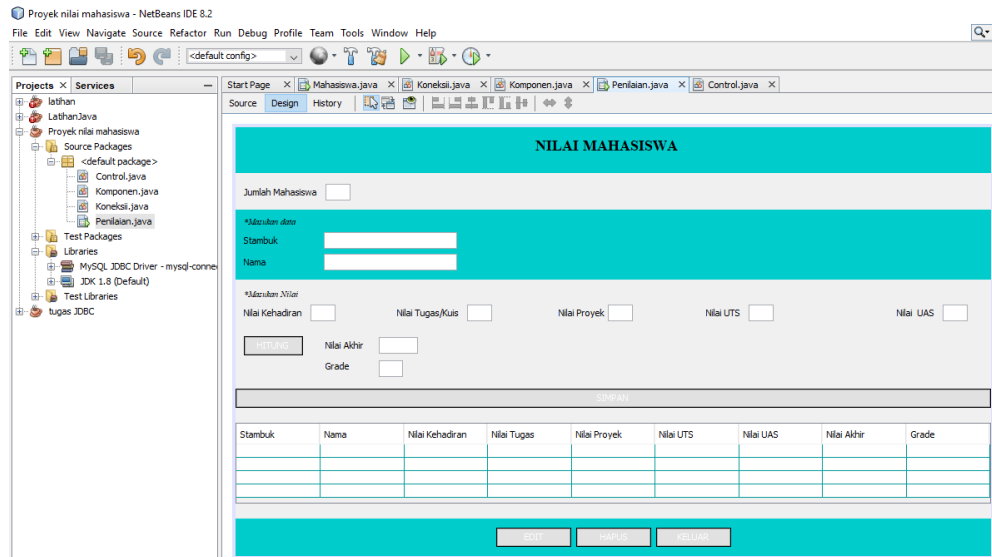 Proyek nilai mahasiswa - NetBeans IDE 8.2
File Edit View Navigate Source Refactor Run Debug Profile Team Tools Window Help
<default config>
Projects Services
Start Page Mahasiswa.java Koneksii.java Komponen.java Penilaian.java Control.java
Source Design History
latihan
LatihanJava
Proyek nilai mahasiswa
Source Packages
<default package>
Control.java
Komponen.java
Koneksii.java
Penilaian.java
Test Packages
Libraries
MySQL JDBC Driver - mysql-conne
JDK 1.8 (Default)
Test Libraries
tugas JDBC
NILAI MAHASISWA
Jumlah Mahasiswa
*Masukan data
Stambuk
Nama
*Masukan Nilai
Nilai Kehadiran Nilai Tugas/Kuis Nilai Proyek Nilai UTS Nilai UAS
HITUNG Nilai Akhir
Grade
SIMPAN
Stambuk Nama Nilai Kehadiran Nilai Tugas Nilai Proyek Nilai UTS Nilai UAS Nilai Akhir Grade
EDIT HAPUS KELUAR